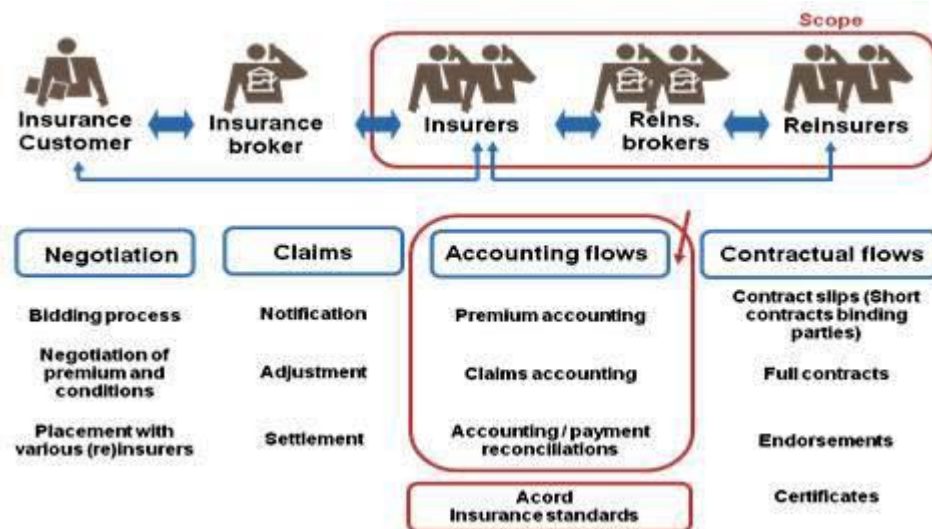 Scope
Insurance
Customer
Insurance
broker
Insurers
Reins.
brokers
Reinsurers
Negotiation
Bidding process
Negotiation of
premium and
conditions
Placement with
various (re)insurers
Claims
Notification
Adjustment
Settlement
Accounting flows
Premium accounting
Claims accounting
Accounting / payment
reconciliations
Acord
Insurance standards
Contractual flows
Contract slips (Short
contracts binding
parties)
Full contracts
Endorsements
Certificates